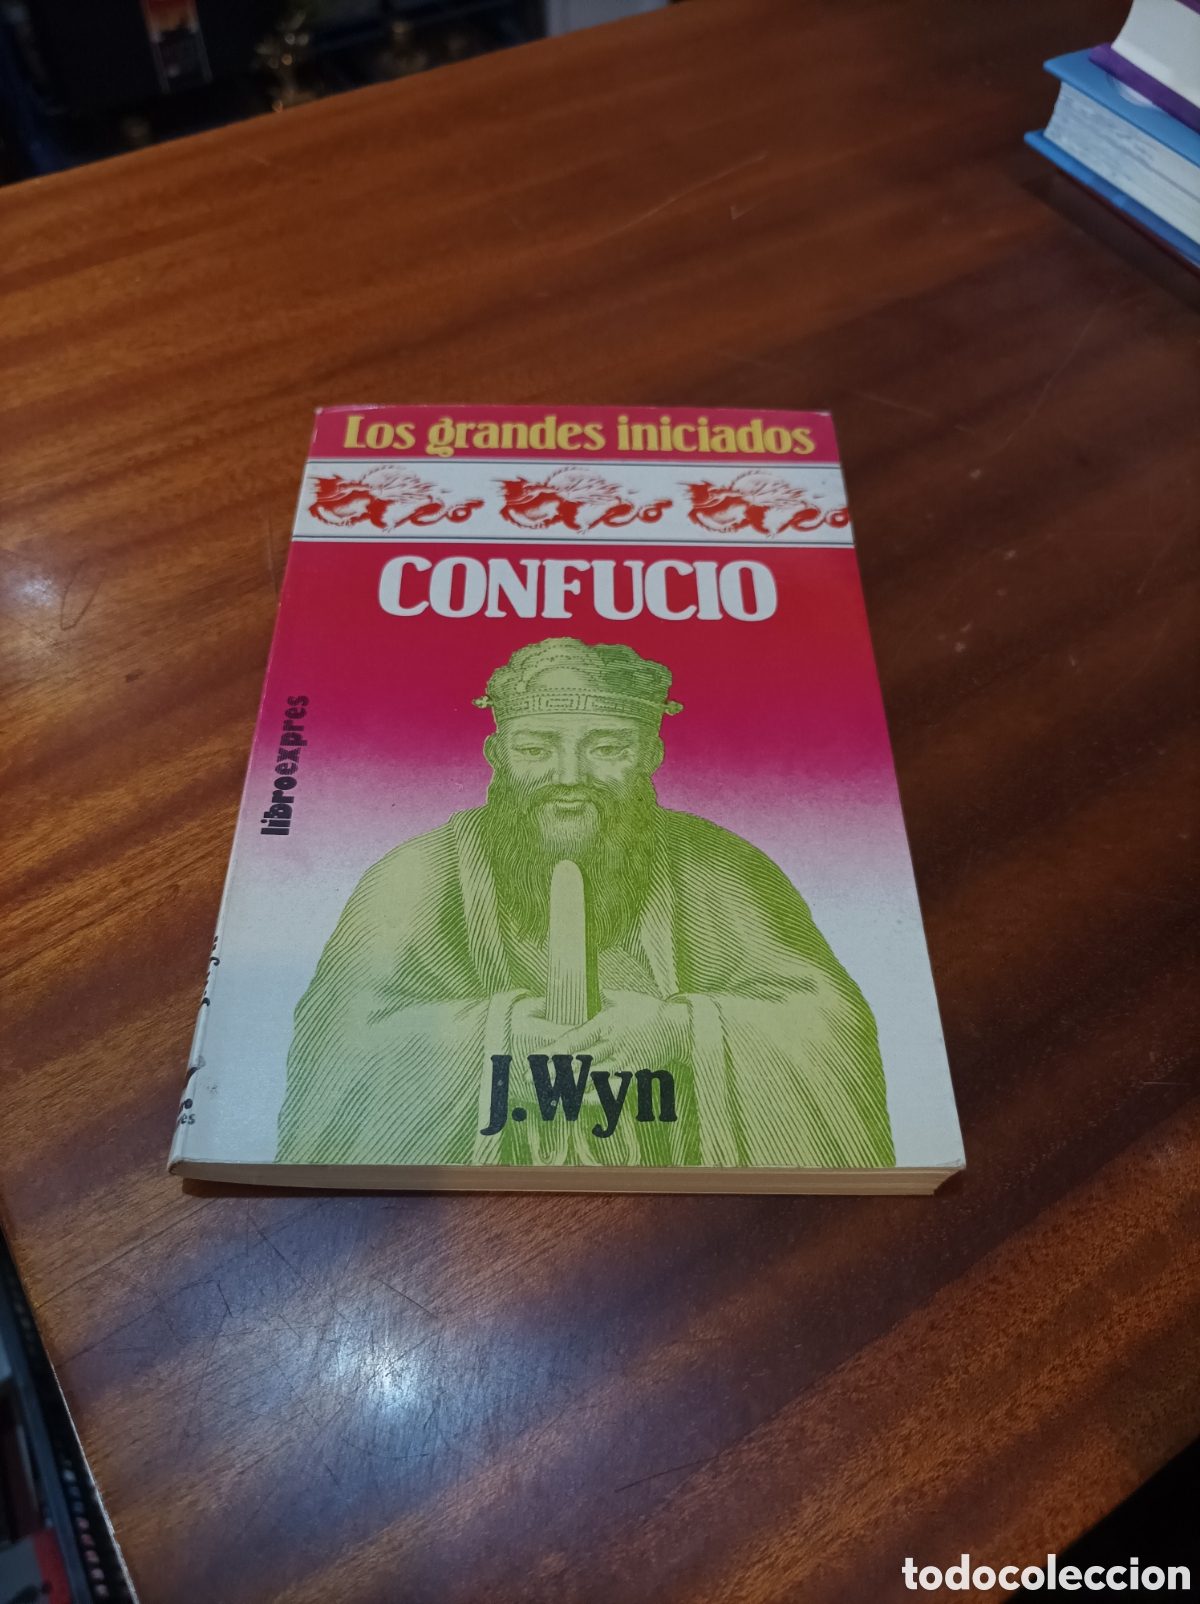 Los grandes iniciados
CONFUCIO
libroexpres
J.Wyn
todocoleccion